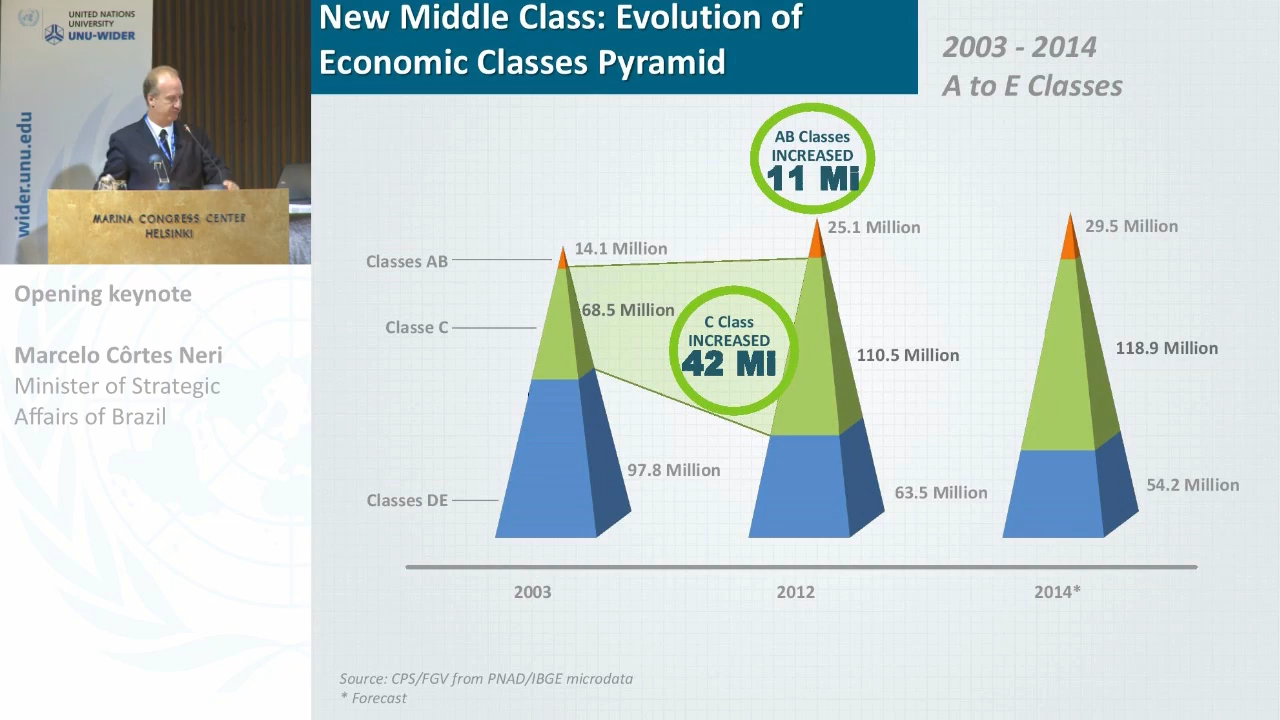 UNITED NATIONS
UNIVERSITY
UNU-WIDER
wider.unu.edu
MARINA CONGRESS CENTER
HELSINKI
Opening keynote
Marcelo Côrtes Neri
Minister of Strategic
Affairs of Brazil
New Middle Class: Evolution of
Economic Classes Pyramid
2003 - 2014
A to E Classes
AB Classes
INCREASED
11 Mi
Classes AB
14.1 Million
25.1 Million
29.5 Million
Classe C
68.5 Million
C Class
INCREASED
42 Mi
110.5 Million
118.9 Million
Classes DE
97.8 Million
63.5 Million
54.2 Million
2003
2012
2014*
Source: CPS/FGV from PNAD/IBGE microdata
* Forecast